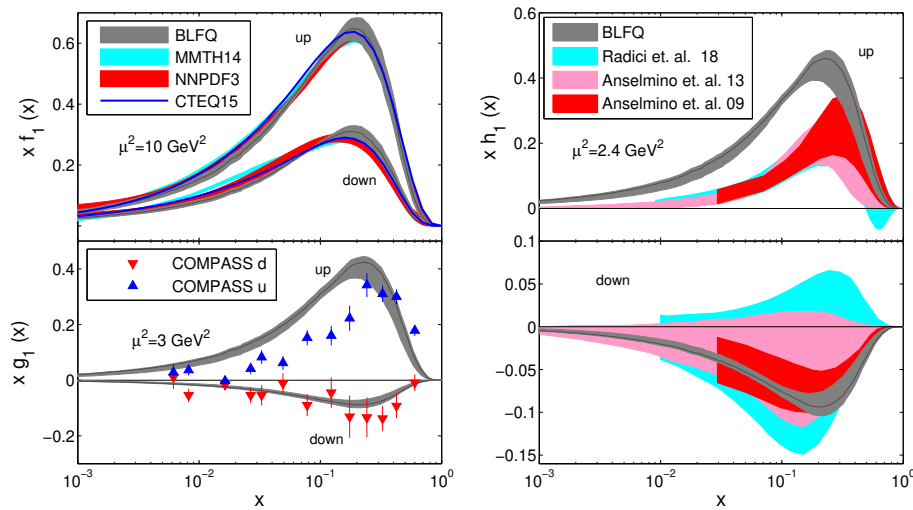 x f₁ (x)
0.6
0.4
0.2
BLFQ
MMTH14
NNPDF3
CTEQ15
up
μ²=10 GeV²
down
x g₁ (x)
0.4
0.2
0
−0.2
COMPASS d
COMPASS u
up
μ²=3 GeV²
down
10⁻³
10⁻²
10⁻¹
10⁰
x
x h₁ (x)
0.6
0.4
0.2
0
BLFQ
Radici et. al. 18
Anselmino et. al. 13
Anselmino et. al. 09
up
μ²=2.4 GeV²
0.1
0.05
0
−0.05
−0.1
−0.15
down
10⁻³
10⁻²
10⁻¹
10⁰
x